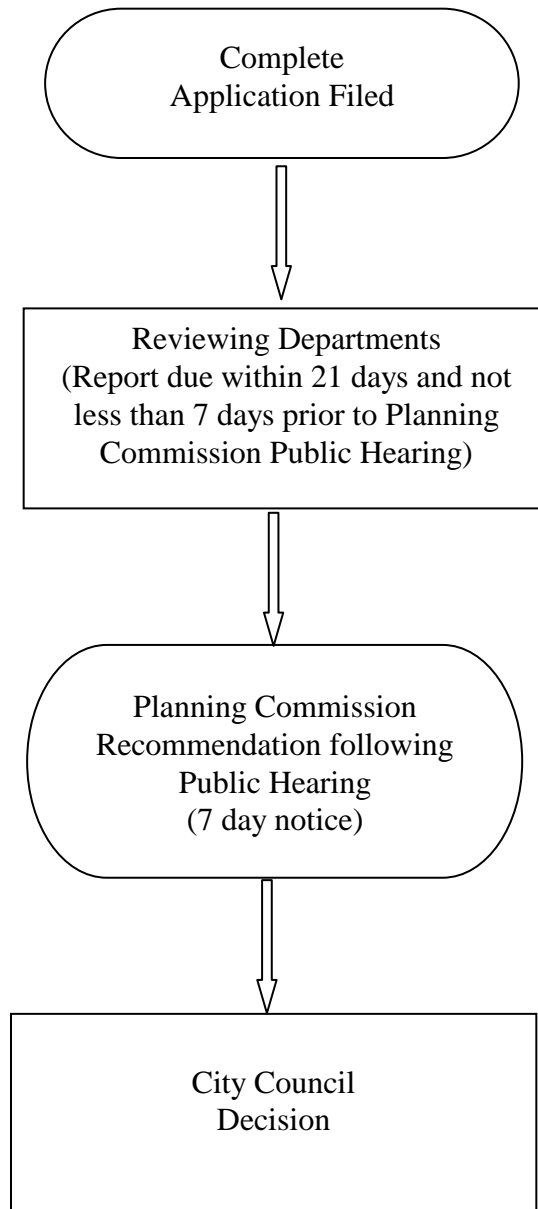 Complete
Application Filed
Reviewing Departments
(Report due within 21 days and not
less than 7 days prior to Planning
Commission Public Hearing)
Planning Commission
Recommendation following
Public Hearing
(7 day notice)
City Council
Decision